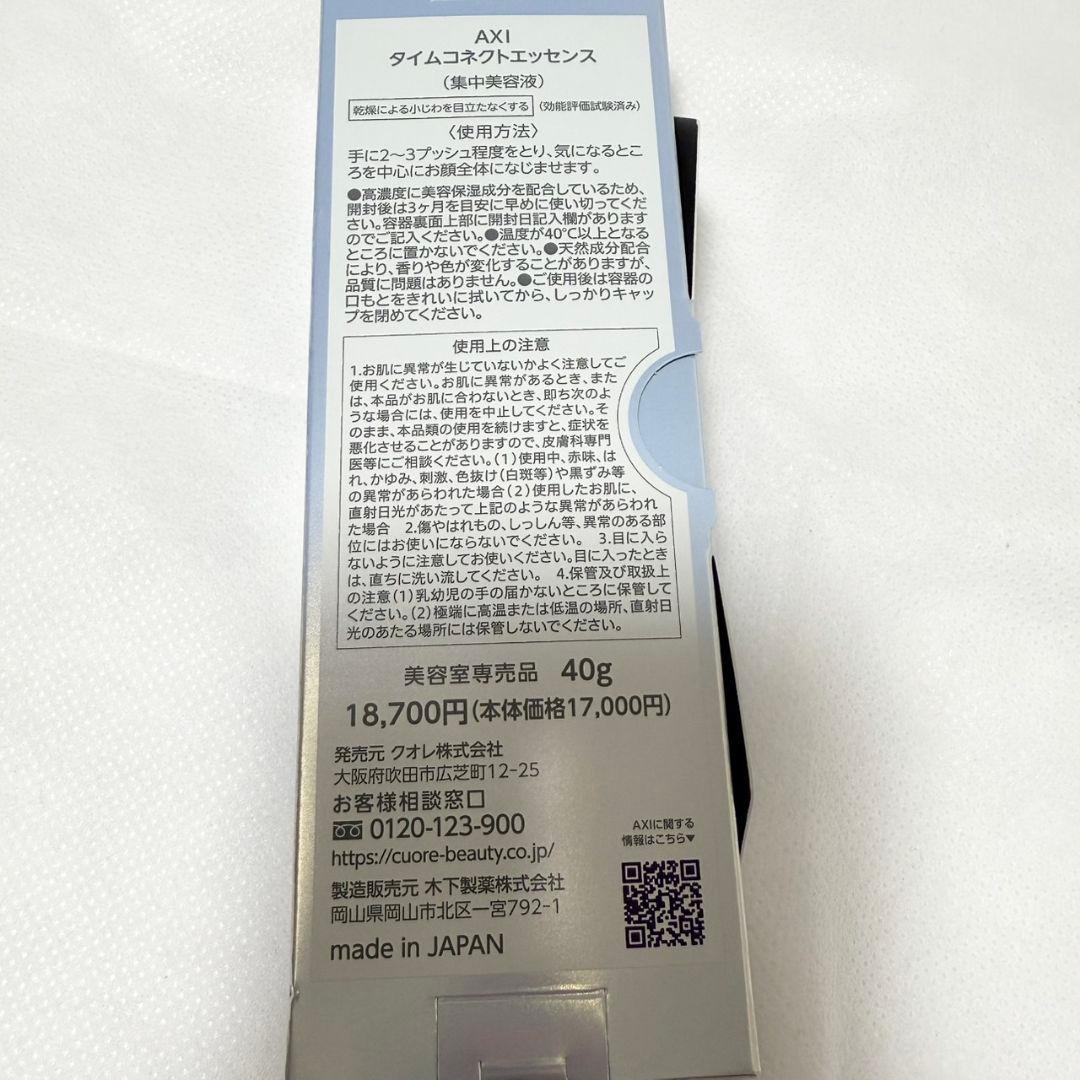 AXI
タイムコネクトエッセンス
（集中美容液）
乾燥による小じわを目立たなくする （効能評価試験済み）
〈使用方法〉
手に2〜3プッシュ程度をとり、気になるとこ
ろを中心にお顔全体になじませます。
●高濃度に美容保湿成分を配合しているため、
開封後は3ヶ月を目安に早めに使い切ってくだ
さい。容器裏面上部に開封日記入欄があります
のでご記入ください。●温度が40℃以上となる
ところに置かないでください。●天然成分配合
により、香りや色が変化することがありますが、
品質に問題はありません。●ご使用後は容器の
口もとをきれいに拭いてから、しっかりキャッ
プを閉めてください。
使用上の注意
1.お肌に異常が生じていないかよく注意してご
使用ください。お肌に異常があるとき、また
は、本品がお肌に合わないとき、即ち次のよ
うな場合には、使用を中止してください。そ
のまま、本品類の使用を続けますと、症状を
悪化させることがありますので、皮膚科専門
医等にご相談ください。（1）使用中、赤味、は
れ、かゆみ、刺激、色抜け（白斑等）や黒ずみ等
の異常があらわれた場合（2）使用したお肌に、
直射日光があたって上記のような異常があらわれ
た場合 2.傷やはれもの、しっしん等、異常のある部
位にはお使いにならないでください。 3.目に入ら
ないように注意してお使いください。目に入ったとき
は、直ちに洗い流してください。 4.保管及び取扱上
の注意（1）乳幼児の手の届かないところに保管して
ください。（2）極端に高温または低温の場所、直射日
光のあたる場所には保管しないでください。
美容室専売品 40g
18,700円（本体価格17,000円）
発売元 クオレ株式会社
大阪府吹田市広芝町12-25
お客様相談窓口
0120-123-900
https://cuore-beauty.co.jp/
製造販売元 木下製薬株式会社
岡山県岡山市北区一宮792-1
made in JAPAN
AXIに関する
情報はこちら▼